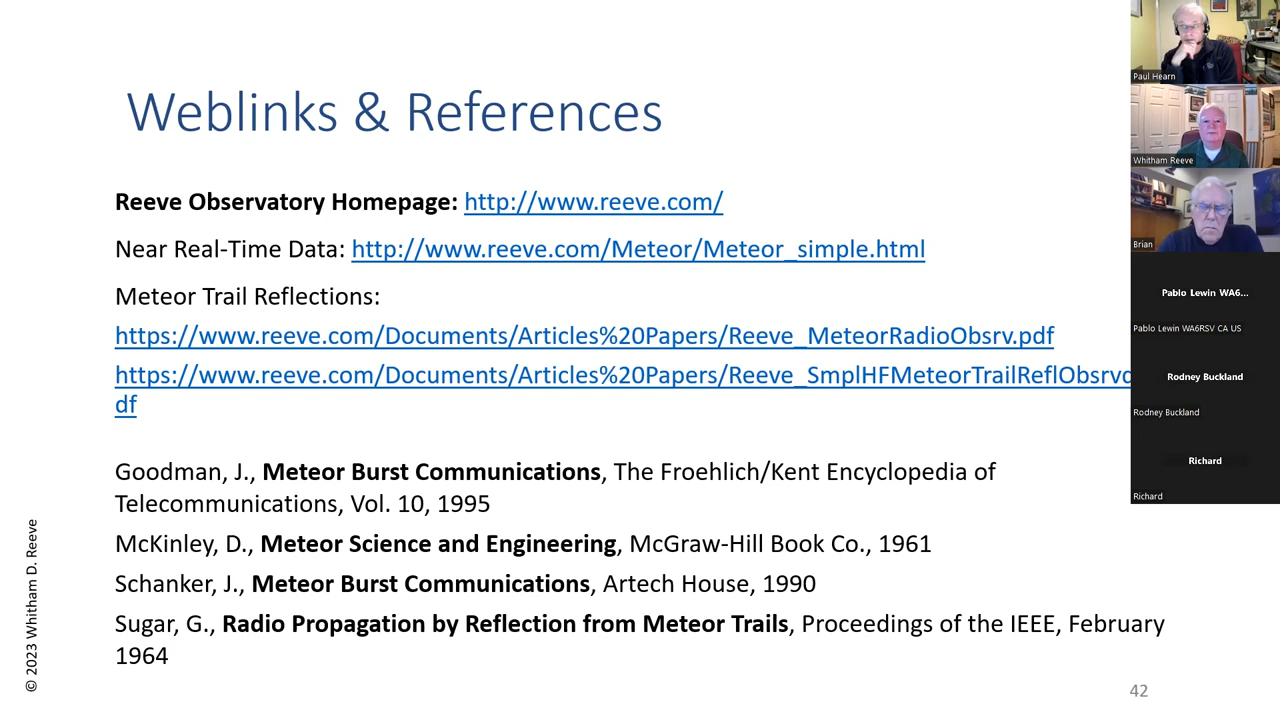 Weblinks & References
Reeve Observatory Homepage: http://www.reeve.com/
Near Real-Time Data: http://www.reeve.com/Meteor/Meteor_simple.html
Meteor Trail Reflections:
https://www.reeve.com/Documents/Articles%20Papers/Reeve_MeteorRadioObsrv.pdf
https://www.reeve.com/Documents/Articles%20Papers/Reeve_SmplHFMeteorTrailReflObsrv
df
Goodman, J., Meteor Burst Communications, The Froehlich/Kent Encyclopedia of
Telecommunications, Vol. 10, 1995
McKinley, D., Meteor Science and Engineering, McGraw-Hill Book Co., 1961
Schanker, J., Meteor Burst Communications, Artech House, 1990
Sugar, G., Radio Propagation by Reflection from Meteor Trails, Proceedings of the IEEE, February
1964
42
© 2023 Whitham D. Reeve
Paul Hearn
Whitham Reeve
Brian
Pablo Lewin WA6...
Pablo Lewin WA6RSV CA US
Rodney Buckland
Rodney Buckland
Richard
Richard